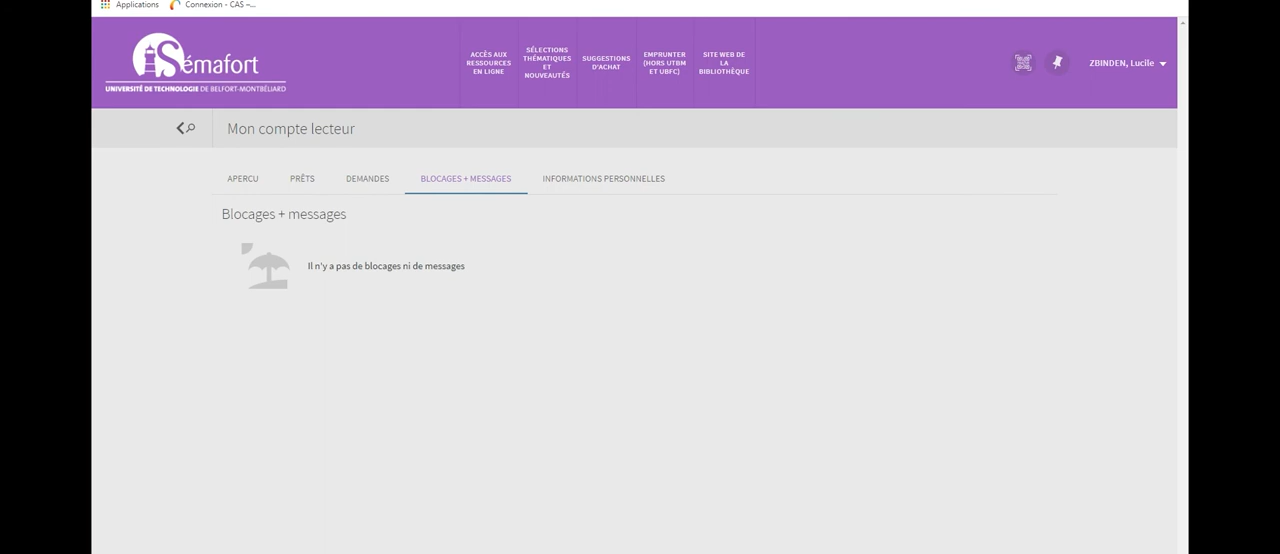 Applications Connexion - CAS –...
Sémafort
UNIVERSITÉ DE TECHNOLOGIE DE BELFORT-MONTBÉLIARD
ACCÈS AUX
RESSOURCES
EN LIGNE
SÉLECTIONS
THÉMATIQUES
ET
NOUVEAUTÉS
SUGGESTIONS
D'ACHAT
EMPRUNTER
(HORS UTBM
ET UBFC)
SITE WEB DE
LA
BIBLIOTHÈQUE
ZBINDEN, Lucile
Mon compte lecteur
APERCU PRÊTS DEMANDES BLOCAGES + MESSAGES INFORMATIONS PERSONNELLES
Blocages + messages
Il n'y a pas de blocages ni de messages